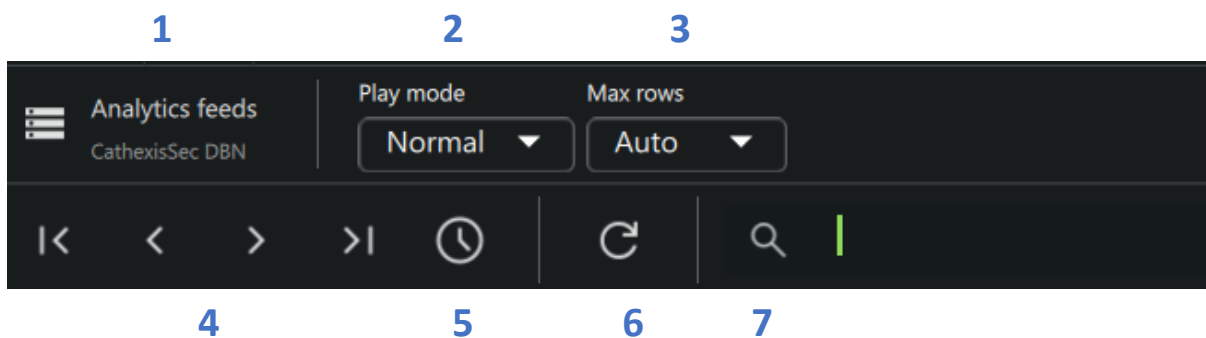 1 2 3
Analytics feeds
CathexisSec DBN
Play mode
Normal
Max rows
Auto
4 5 6 7